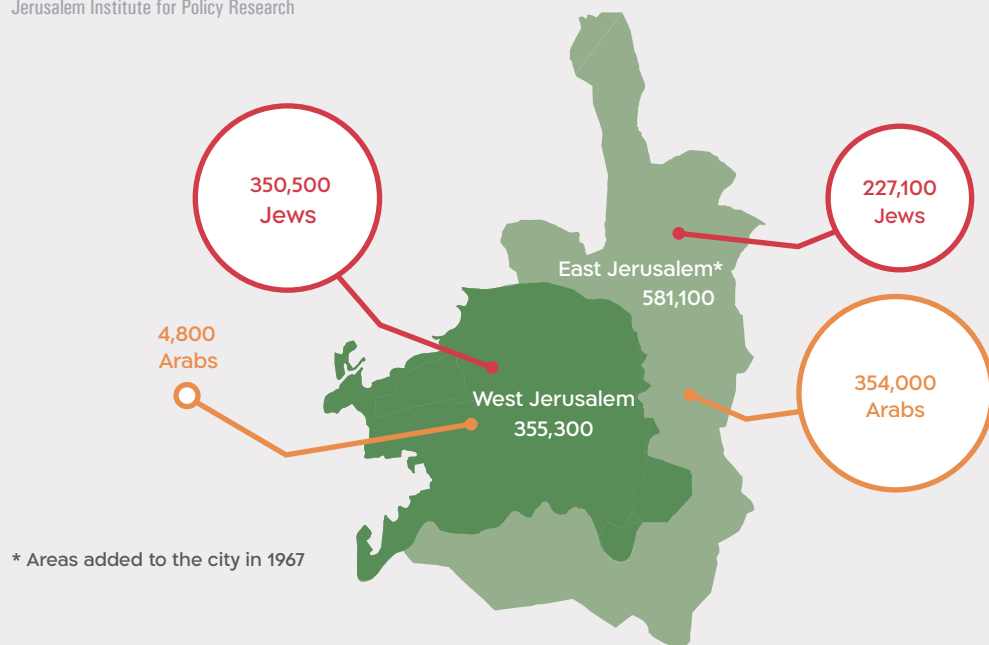 Jerusalem Institute for Policy Research
350,500
Jews
227,100
Jews
East Jerusalem*
581,100
4,800
Arabs
354,000
Arabs
West Jerusalem
355,300
* Areas added to the city in 1967